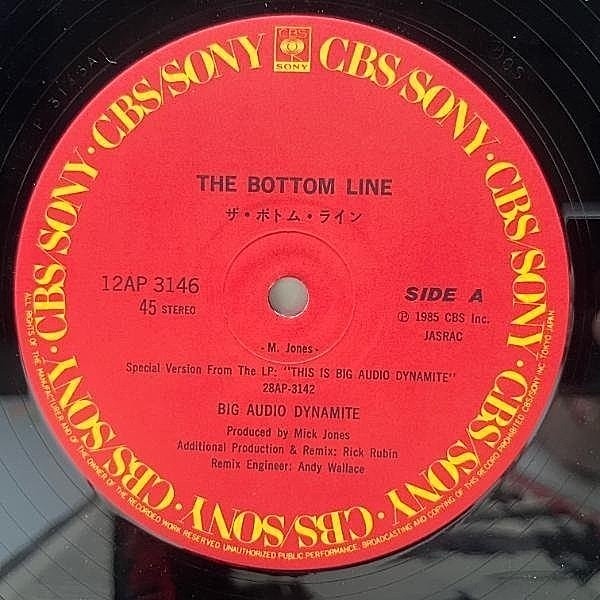 CBS
SONY
CBS/SONY · CBS/SONY · CBS/SONY · CBS/SONY · CBS/SONY · CBS/SONY · CBS/SONY
THE BOTTOM LINE
ザ・ボトム・ライン
12AP 3146
45 STEREO
SIDE A
Ⓟ 1985 CBS Inc.
JASRAC
- M. Jones -
Special Version From The LP: "THIS IS BIG AUDIO DYNAMITE"
28AP-3142
BIG AUDIO DYNAMITE
Produced by Mick Jones
Additional Production & Remix: Rick Rubin
Remix Engineer: Andy Wallace
ALL RIGHTS OF THE MANUFACTURER AND OF THE OWNER OF THE RECORDED WORK RESERVED UNAUTHORIZED PUBLIC PERFORMANCE, BROADCASTING AND COPYING OF THIS RECORD PROHIBITED CBS/SONY INC. TOKYO JAPAN